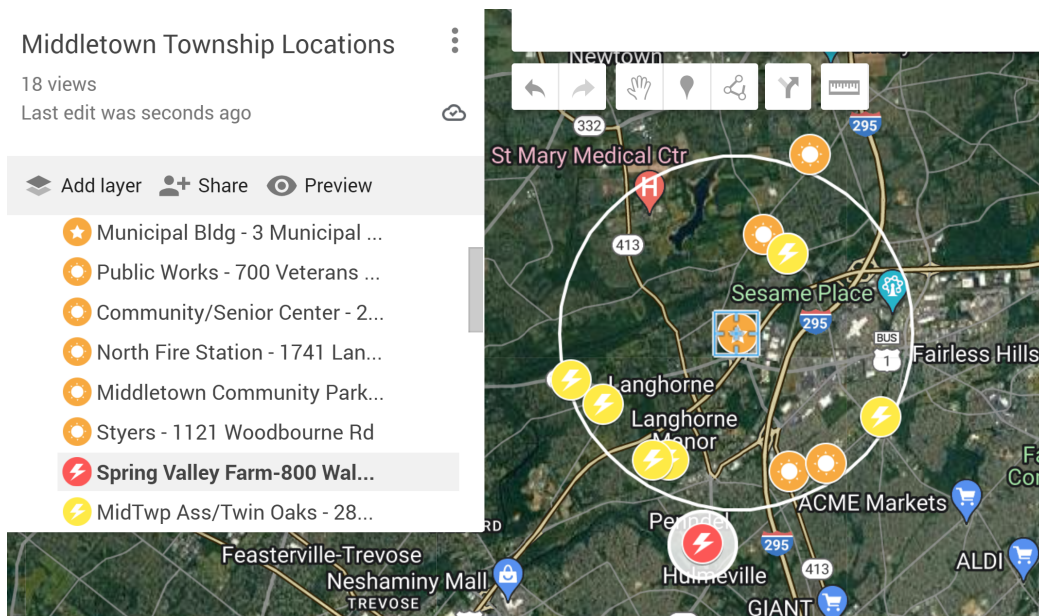 Middletown Township Locations
18 views
Last edit was seconds ago
Add layer
Share
Preview
Municipal Bldg - 3 Municipal ...
Public Works - 700 Veterans ...
Community/Senior Center - 2...
North Fire Station - 1741 Lan...
Middletown Community Park...
Styers - 1121 Woodbourne Rd
Spring Valley Farm-800 Wal...
MidTwp Ass/Twin Oaks - 28...
Newtown
332
295
St Mary Medical Ctr
H
413
Sesame Place
295
BUS
1
Fairless Hills
Langhorne
Langhorne
Manor
ACME Markets
Penndel
RD
295
Feasterville-Trevose
Hulmeville
413
ALDI
Neshaminy Mall
TREVOSE
GIANT